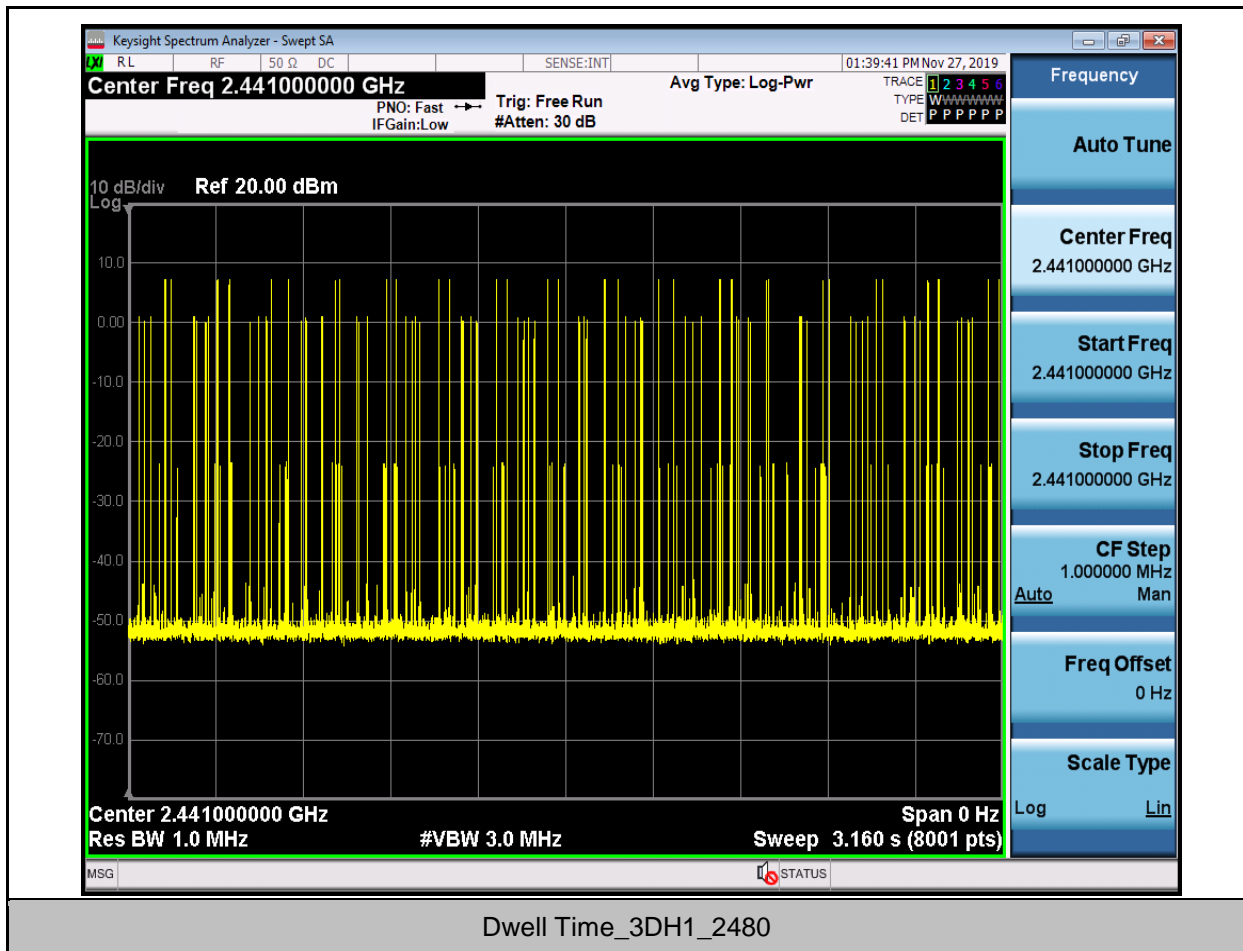 Keysight Spectrum Analyzer - Swept SA
LXI RL RF 50 Ω DC SENSE:INT 01:39:41 PM Nov 27, 2019
Center Freq 2.441000000 GHz
PNO: Fast
IFGain:Low
Trig: Free Run
#Atten: 30 dB
Avg Type: Log-Pwr
TRACE 1 2 3 4 5 6
TYPE WWWWWW
DET P P P P P P
10 dB/div Ref 20.00 dBm
Log
10.0
0.00
-10.0
-20.0
-30.0
-40.0
-50.0
-60.0
-70.0
Center 2.441000000 GHz Span 0 Hz
Res BW 1.0 MHz #VBW 3.0 MHz Sweep 3.160 s (8001 pts)
MSG STATUS
Frequency
Auto Tune
Center Freq
2.441000000 GHz
Start Freq
2.441000000 GHz
Stop Freq
2.441000000 GHz
CF Step
1.000000 MHz
Auto Man
Freq Offset
0 Hz
Scale Type
Log Lin
Dwell Time_3DH1_2480